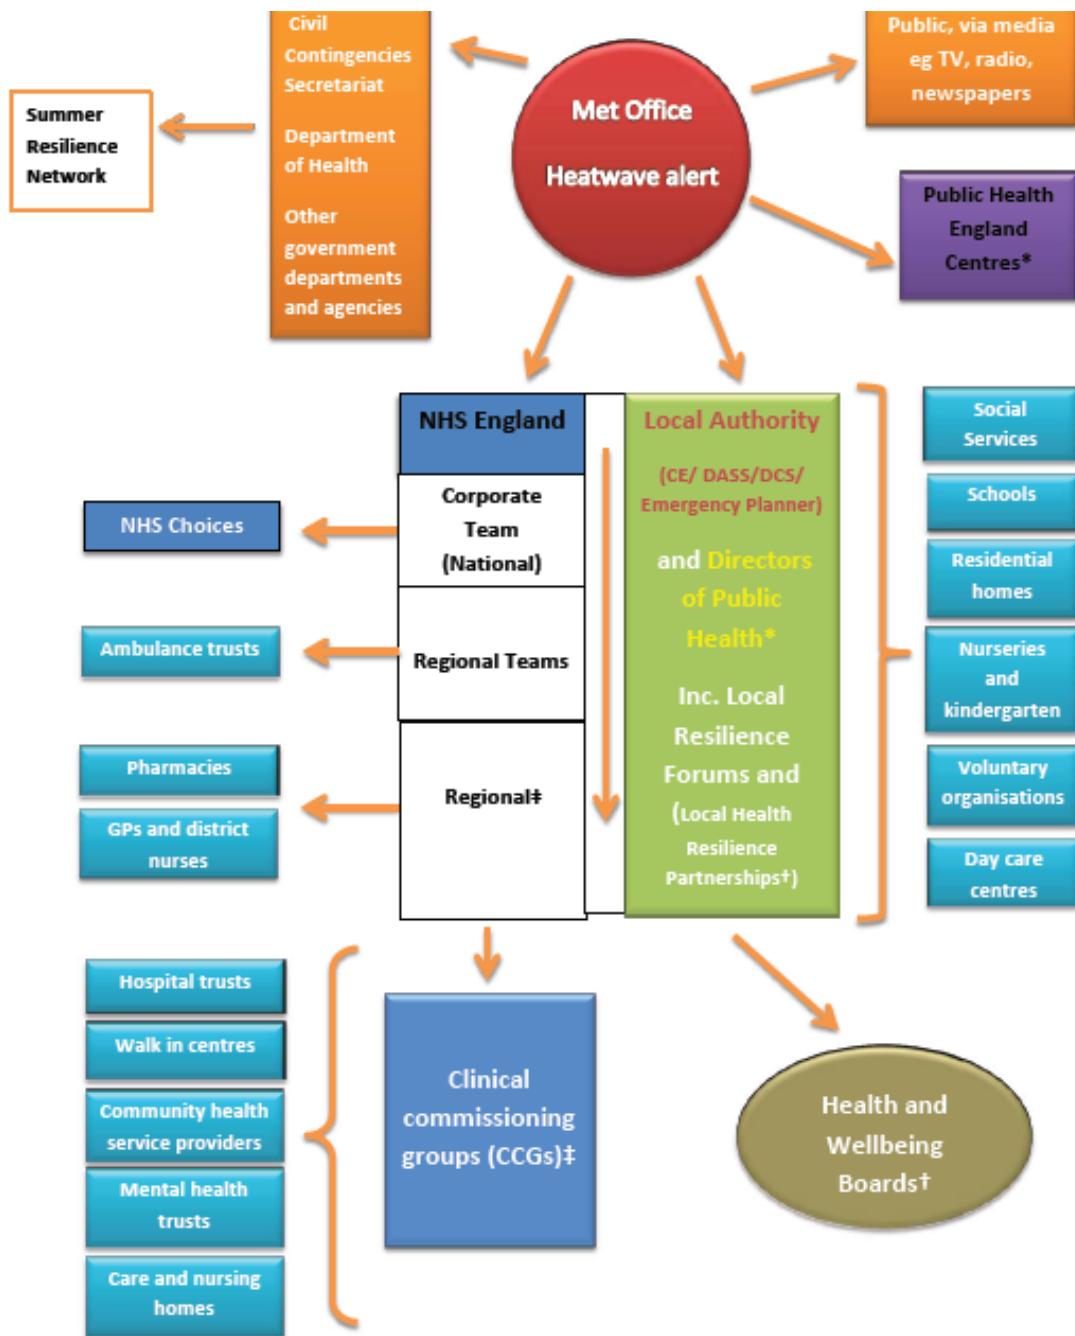 Civil
Contingencies
Secretariat
Department
of Health
Other
government
departments
and agencies
Summer
Resilience
Network
Met Office
Heatwave alert
Public, via media
eg TV, radio,
newspapers
Public Health
England
Centres*
NHS England
Corporate
Team
(National)
Regional Teams
Regional‡
NHS Choices
Ambulance trusts
Pharmacies
GPs and district
nurses
Local Authority
(CE/ DASS/DCS/
Emergency Planner)
and Directors
of Public
Health*
Inc. Local
Resilience
Forums and
(Local Health
Resilience
Partnerships†)
Social
Services
Schools
Residential
homes
Nurseries
and
kindergarten
Voluntary
organisations
Day care
centres
Hospital trusts
Walk in centres
Community health
service providers
Mental health
trusts
Care and nursing
homes
Clinical
commissioning
groups (CCGs)‡
Health and
Wellbeing
Boards†